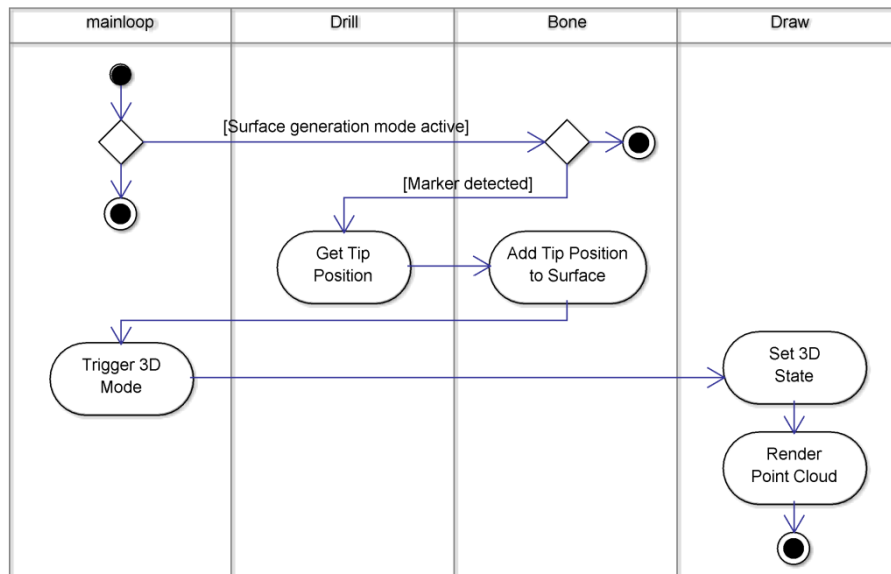 mainloop
Drill
Bone
Draw
[Surface generation mode active]
[Marker detected]
Get Tip
Position
Add Tip Position
to Surface
Trigger 3D
Mode
Set 3D
State
Render
Point Cloud